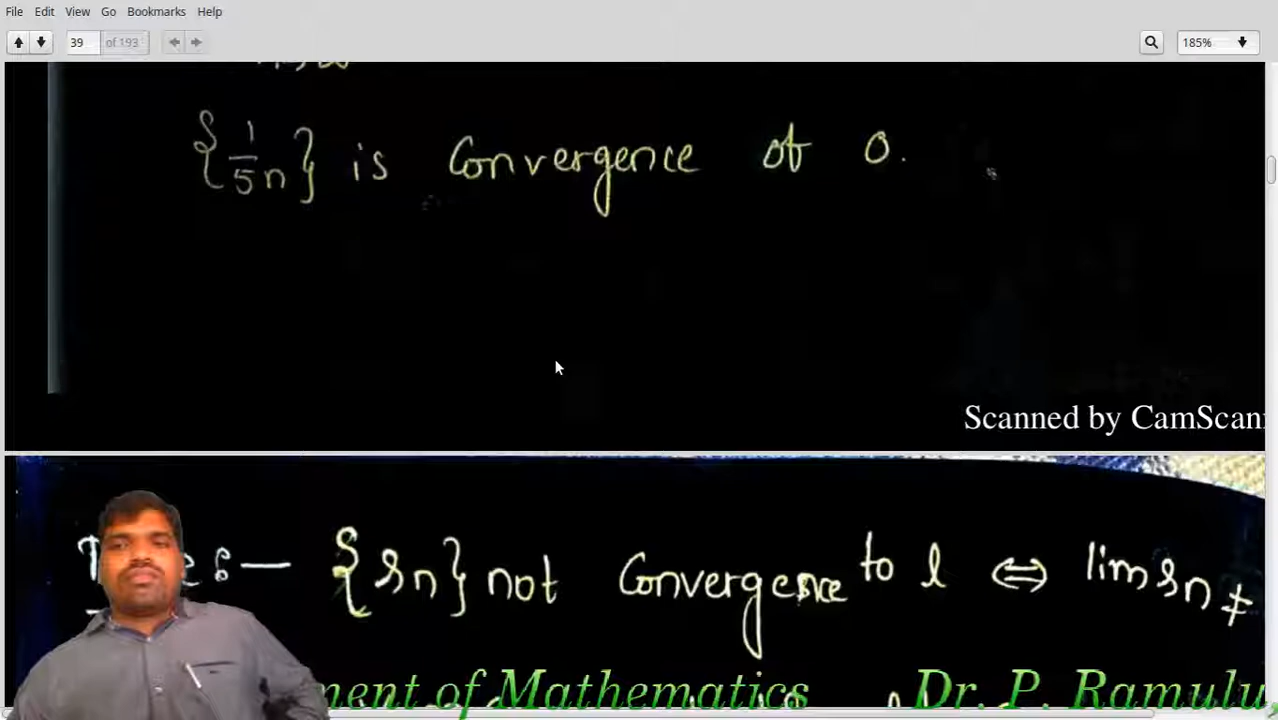 File Edit View Go Bookmarks Help
39 of 193 185%
{1/5n} is Convergence of 0.
Scanned by CamScan
{sn} not Convergence to l ⇔ lim sn ≠
ment of Mathematics Dr. P. Ramulu,